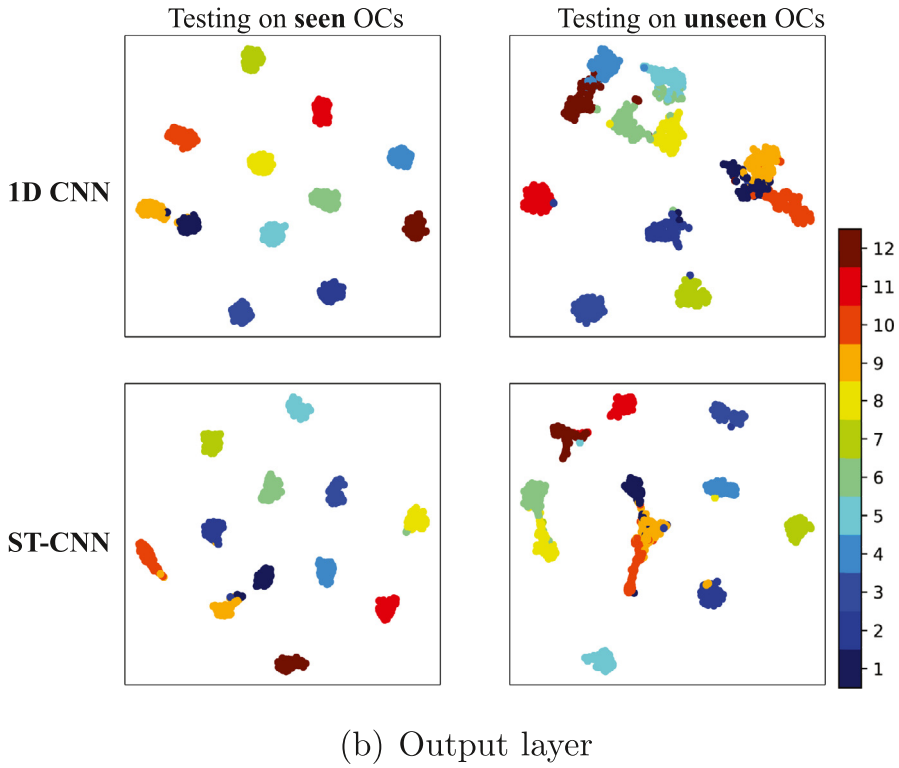 Testing on seen OCs
Testing on unseen OCs
1D CNN
ST-CNN
12
11
10
9
8
7
6
5
4
3
2
1
(b) Output layer